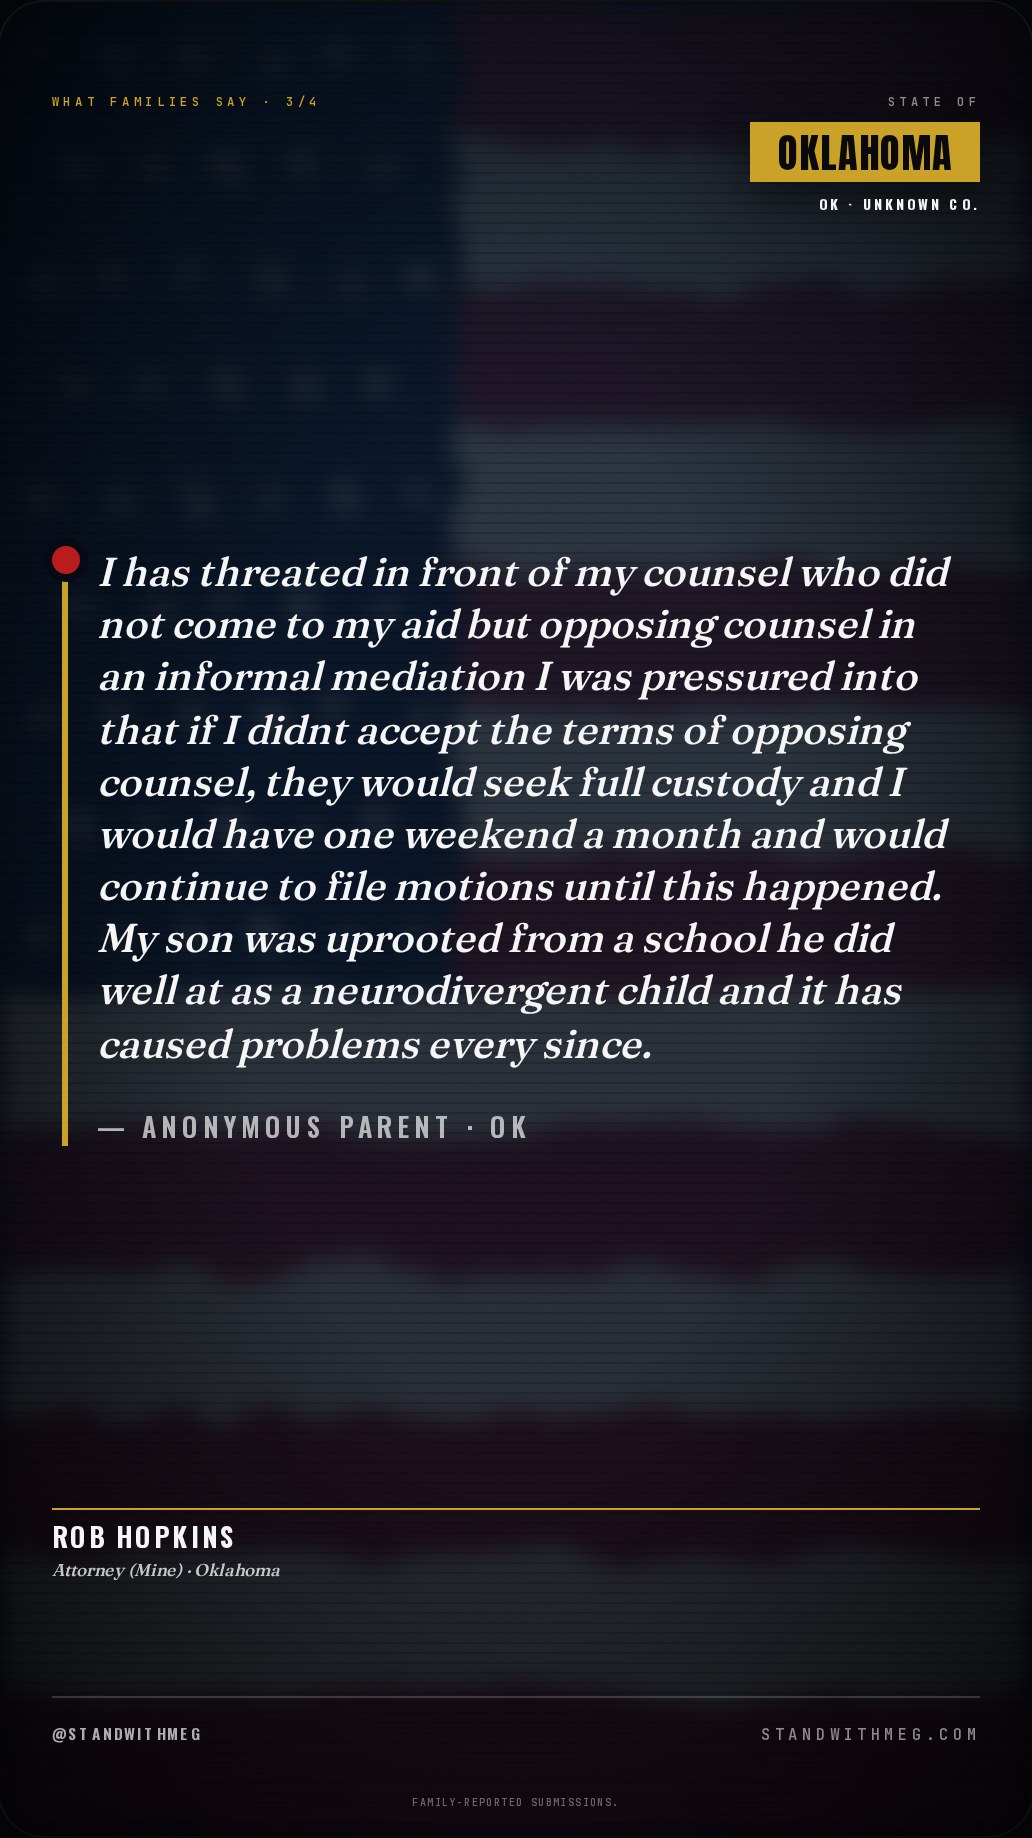 WHAT FAMILIES SAY · 3/4
STATE OF
OKLAHOMA
OK · UNKNOWN CO.
I has threated in front of my counsel who did
not come to my aid but opposing counsel in
an informal mediation I was pressured into
that if I didnt accept the terms of opposing
counsel, they would seek full custody and I
would have one weekend a month and would
continue to file motions until this happened.
My son was uprooted from a school he did
well at as a neurodivergent child and it has
caused problems every since.
— ANONYMOUS PARENT · OK
ROB HOPKINS
Attorney (Mine) · Oklahoma
@STANDWITHMEG
STANDWITHMEG.COM
FAMILY-REPORTED SUBMISSIONS.